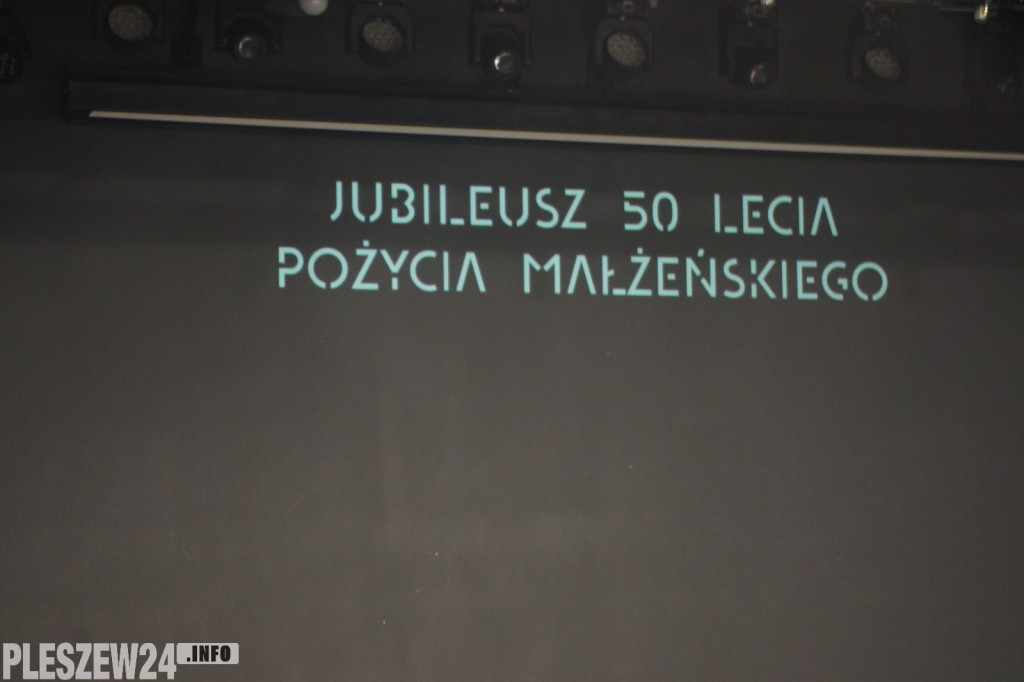 JUBILEUSZ 50 LECIA
POŻYCIA MAŁŻEŃSKIEGO
PLESZEW24.INFO